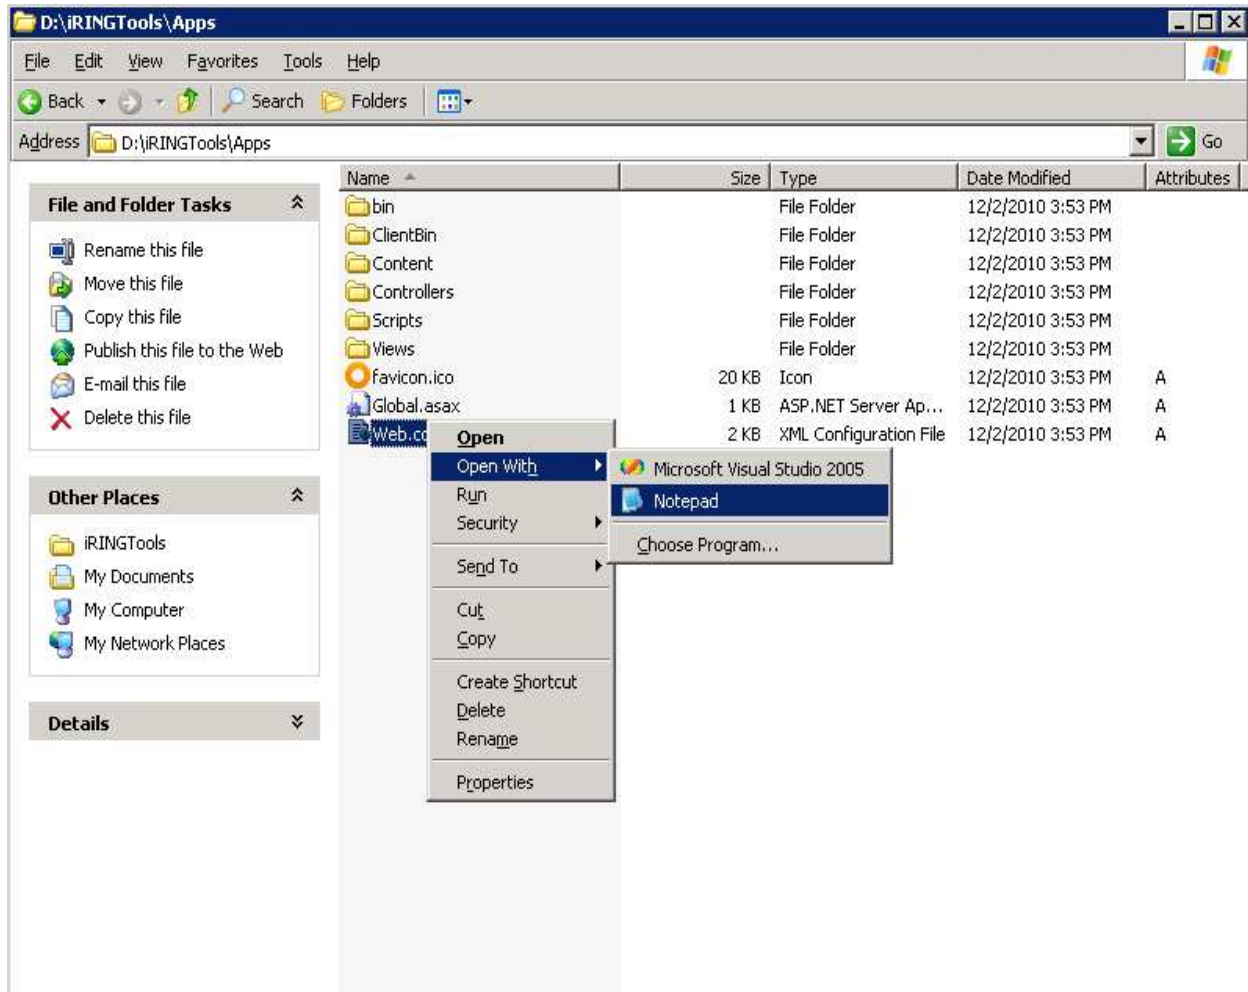 D:\iRINGTools\Apps
File Edit View Favorites Tools Help
Back Search Folders
Address D:\iRINGTools\Apps Go
Name Size Type Date Modified Attributes
File and Folder Tasks
Rename this file
Move this file
Copy this file
Publish this file to the Web
E-mail this file
Delete this file
Other Places
iRINGTools
My Documents
My Computer
My Network Places
Details
bin File Folder 12/2/2010 3:53 PM
ClientBin File Folder 12/2/2010 3:53 PM
Content File Folder 12/2/2010 3:53 PM
Controllers File Folder 12/2/2010 3:53 PM
Scripts File Folder 12/2/2010 3:53 PM
Views File Folder 12/2/2010 3:53 PM
favicon.ico 20 KB Icon 12/2/2010 3:53 PM A
Global.asax 1 KB ASP.NET Server Ap... 12/2/2010 3:53 PM A
Web.co 2 KB XML Configuration File 12/2/2010 3:53 PM A
Open
Open With
Run
Security
Send To
Cut
Copy
Create Shortcut
Delete
Rename
Properties
Microsoft Visual Studio 2005
Notepad
Choose Program...